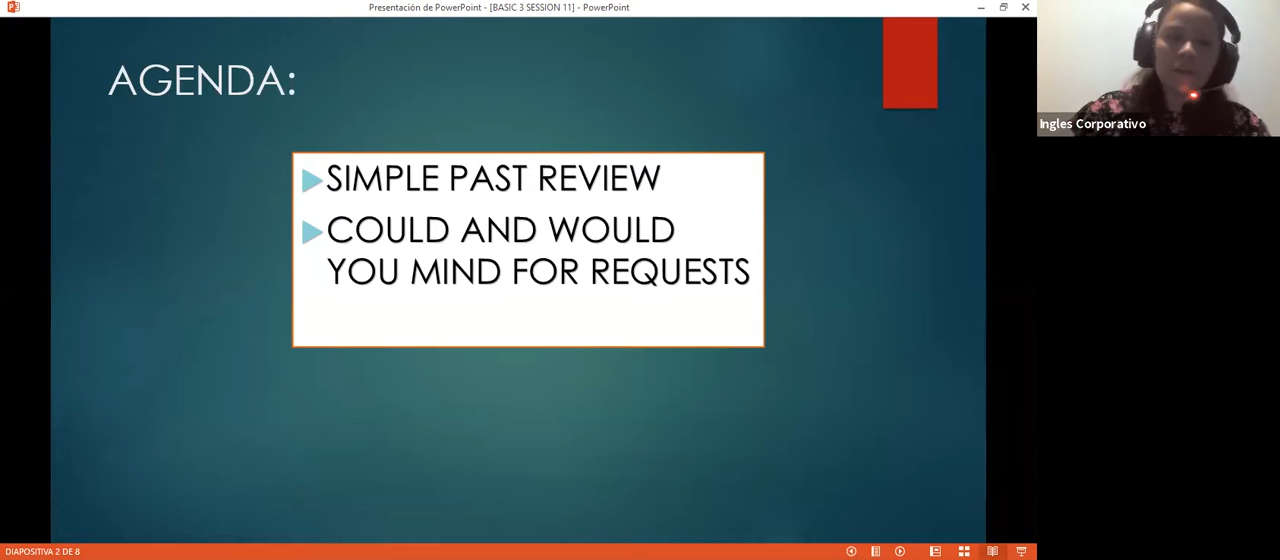 Presentación de PowerPoint - [BASIC 3 SESSION 11] - PowerPoint
AGENDA:
SIMPLE PAST REVIEW
COULD AND WOULD
YOU MIND FOR REQUESTS
Ingles Corporativo
DIAPOSITIVA 2 DE 8